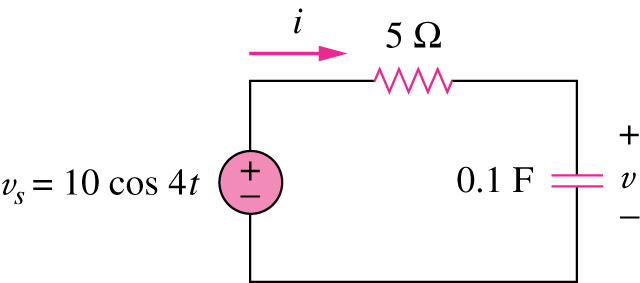 i
5 Ω
+
vₛ = 10 cos 4t
+
−
0.1 F
v
−